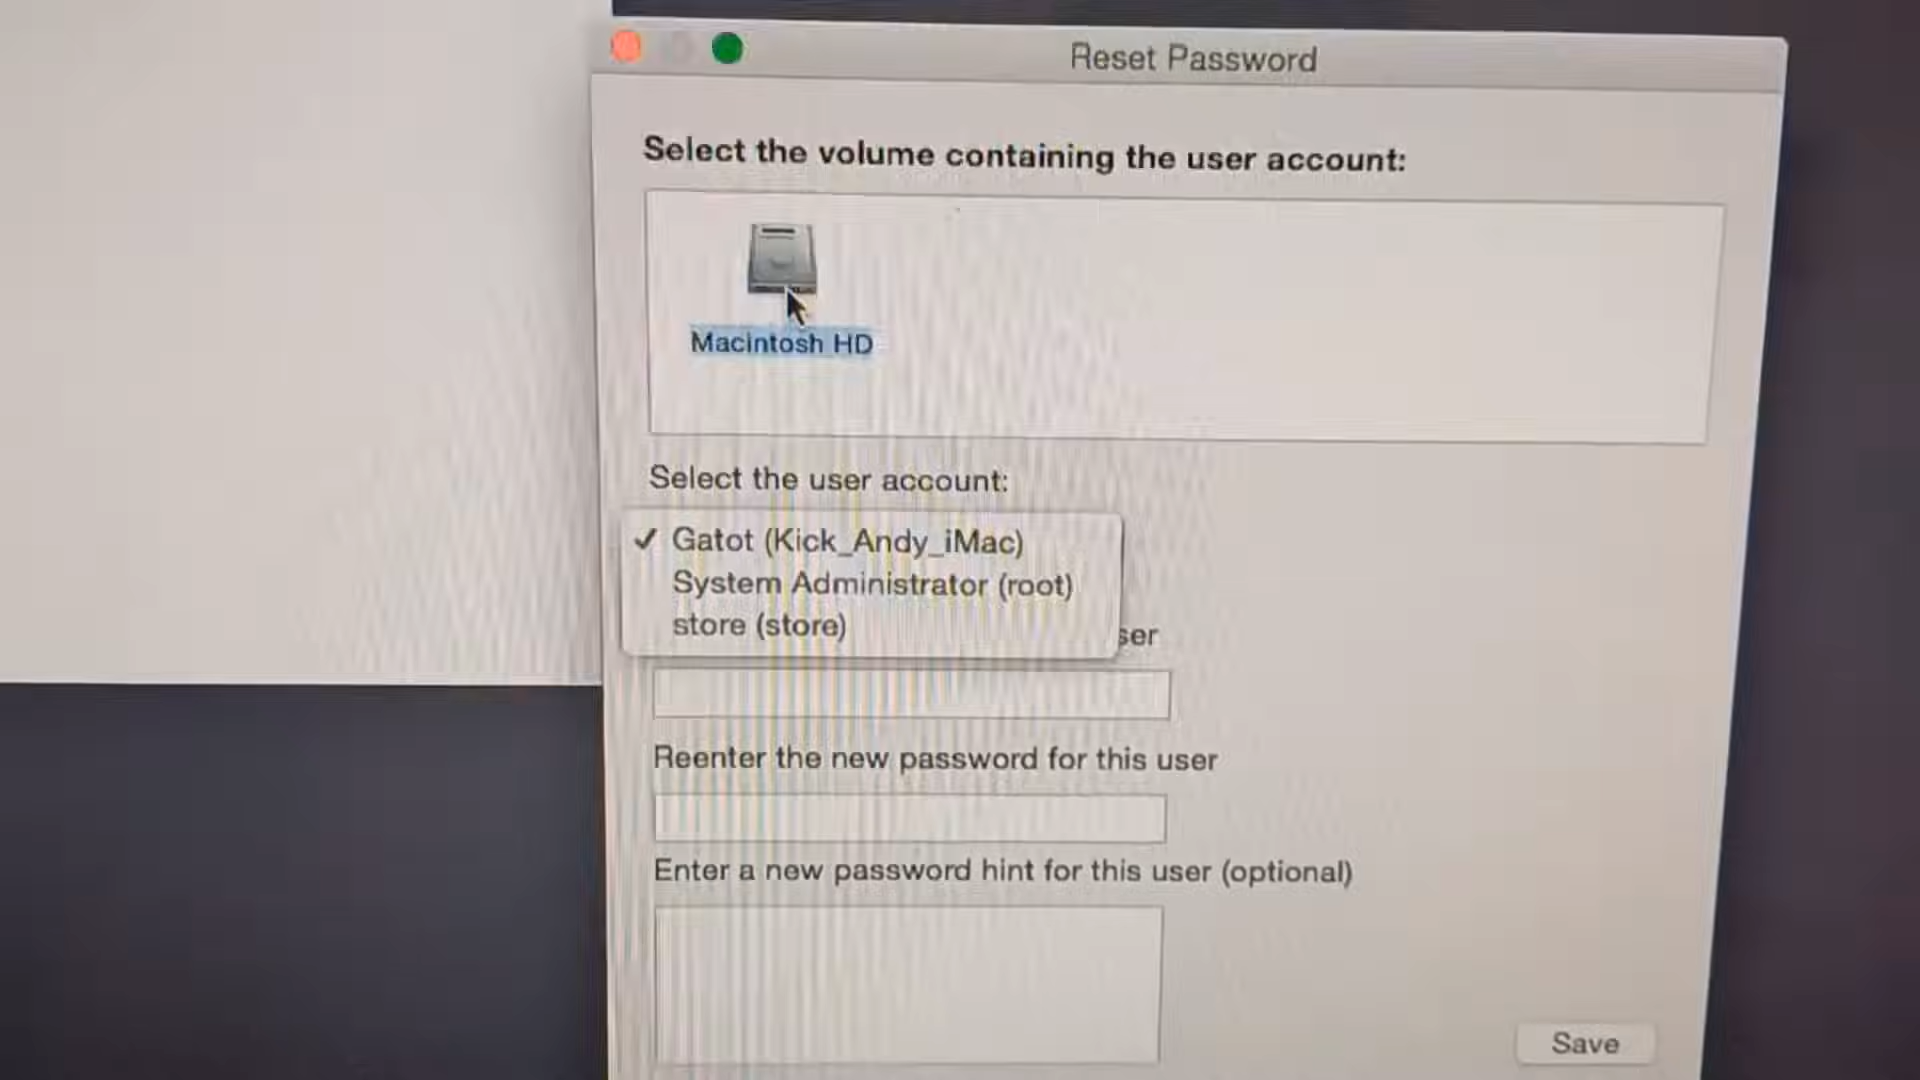 Reset Password
Select the volume containing the user account:
Macintosh HD
Select the user account:
✓ Gatot (Kick_Andy_iMac)
System Administrator (root)
store (store)
ser
Reenter the new password for this user
Enter a new password hint for this user (optional)
Save